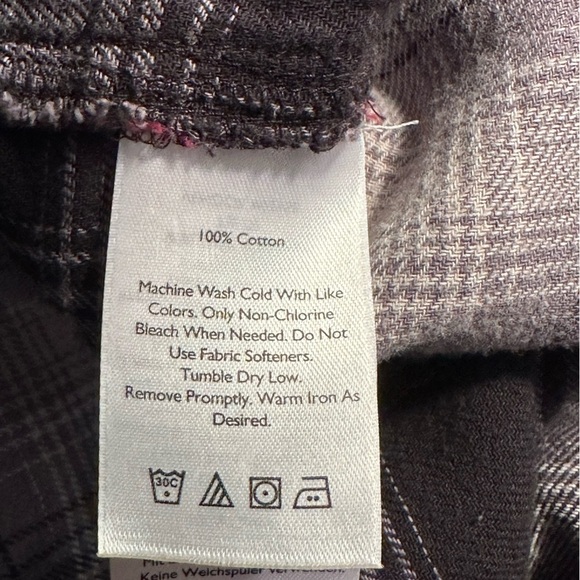 100% Cotton
Machine Wash Cold With Like
Colors. Only Non-Chlorine
Bleach When Needed. Do Not
Use Fabric Softeners.
Tumble Dry Low.
Remove Promptly. Warm Iron As
Desired.
30C
Keine Weichspüler verwenden.